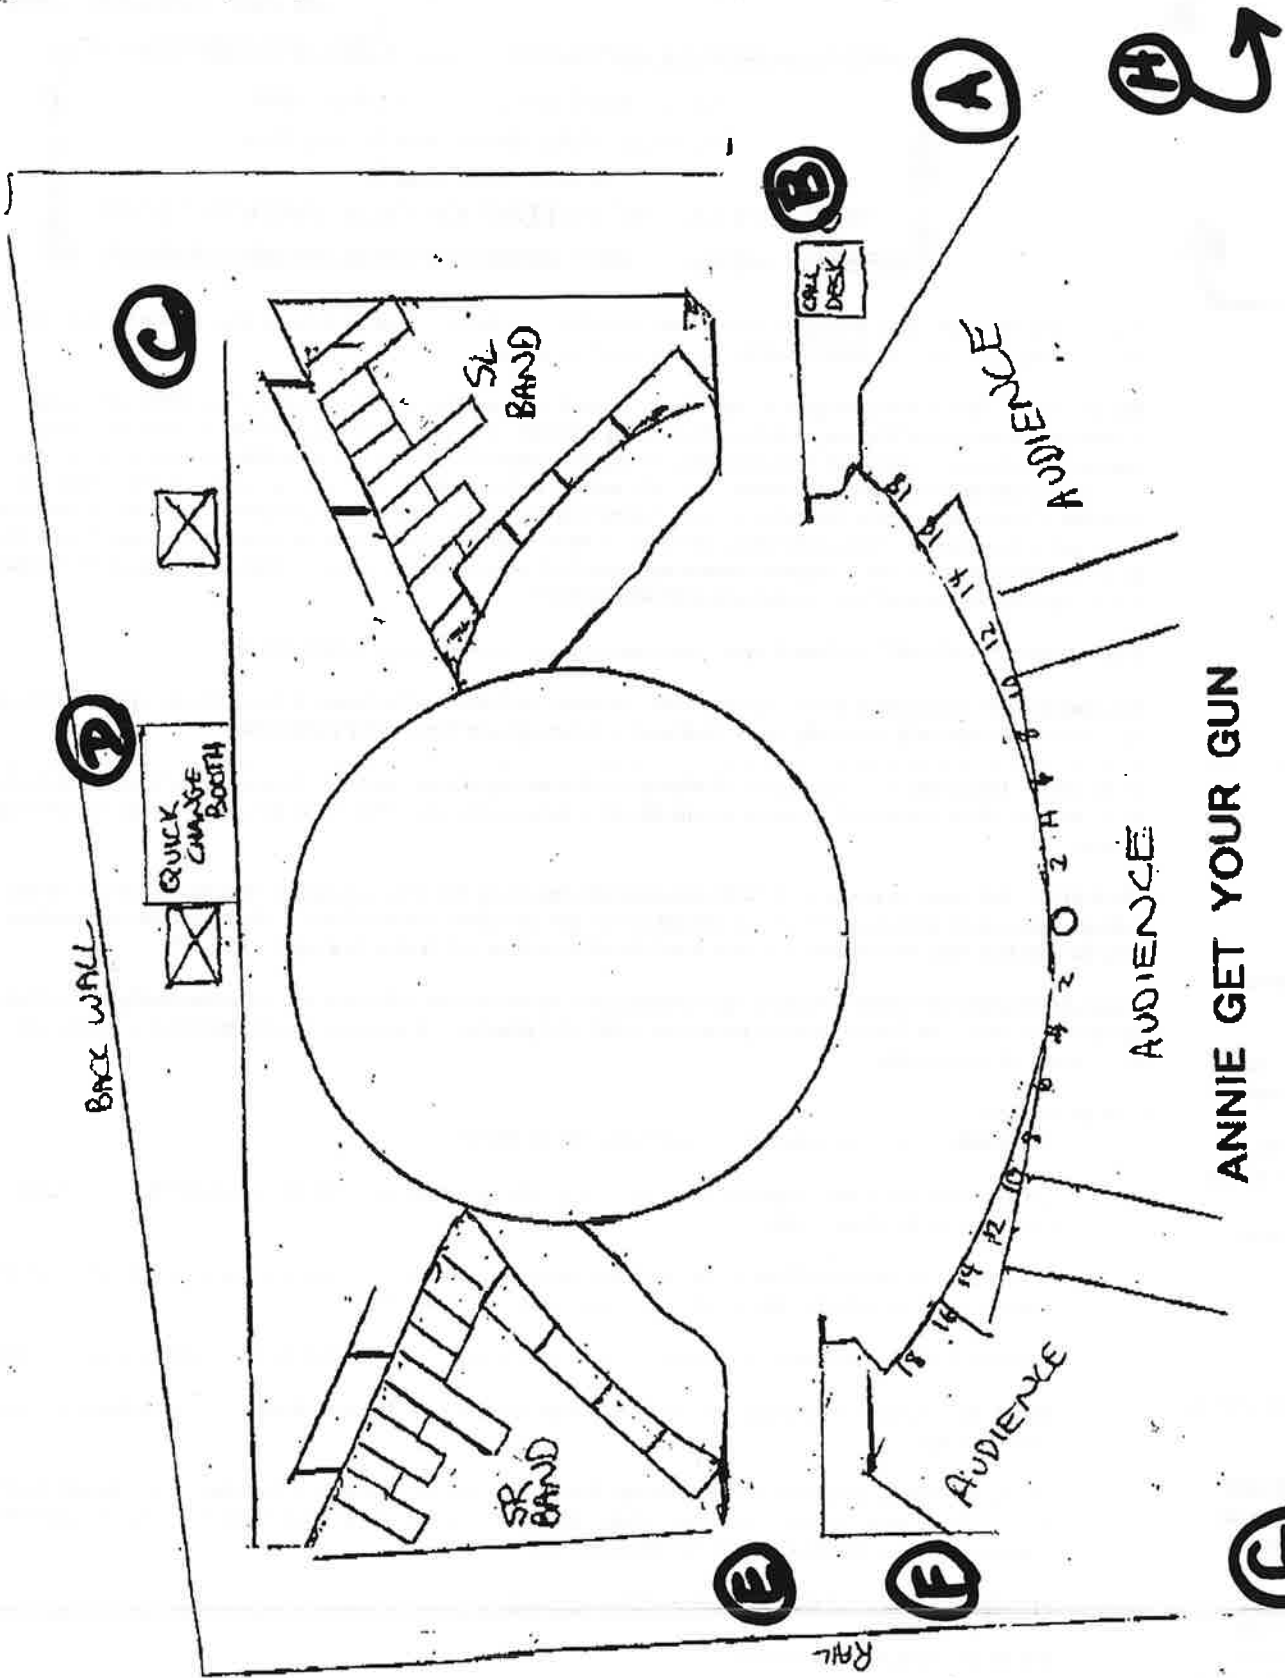 BACK WALL
D
C
QUICK
CHANGE
BOOTH
SL
BAND
SR
BAND
E
B
CALL
DESK
RAIL
F
A
18 16 14 12 10 8 6 4 2 0 2 4 6 8 10 12 14 16 18
AUDIENCE
AUDIENCE
AUDIENCE
H
ANNIE GET YOUR GUN